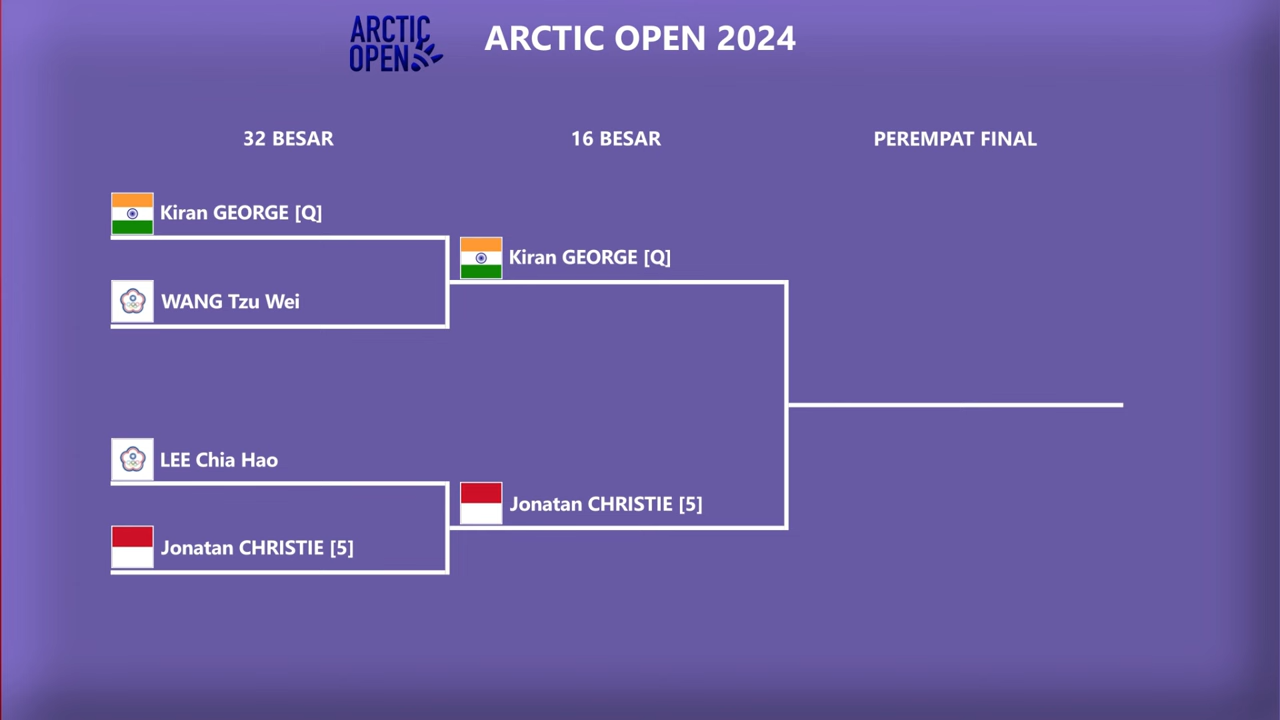 ARCTIC
OPEN
ARCTIC OPEN 2024
32 BESAR
16 BESAR
PEREMPAT FINAL
Kiran GEORGE [Q]
WANG Tzu Wei
Kiran GEORGE [Q]
LEE Chia Hao
Jonatan CHRISTIE [5]
Jonatan CHRISTIE [5]